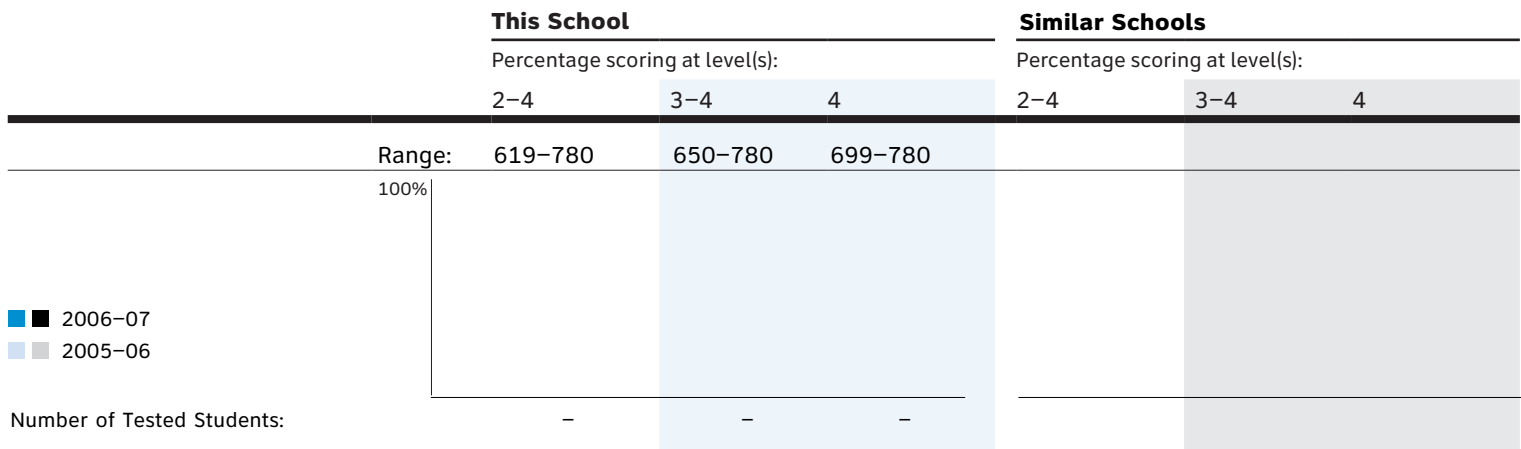 This School Similar Schools
Percentage scoring at level(s): Percentage scoring at level(s):
2–4 3–4 4 2–4 3–4 4
Range: 619–780 650–780 699–780
100%
2006–07
2005–06
Number of Tested Students: – – –